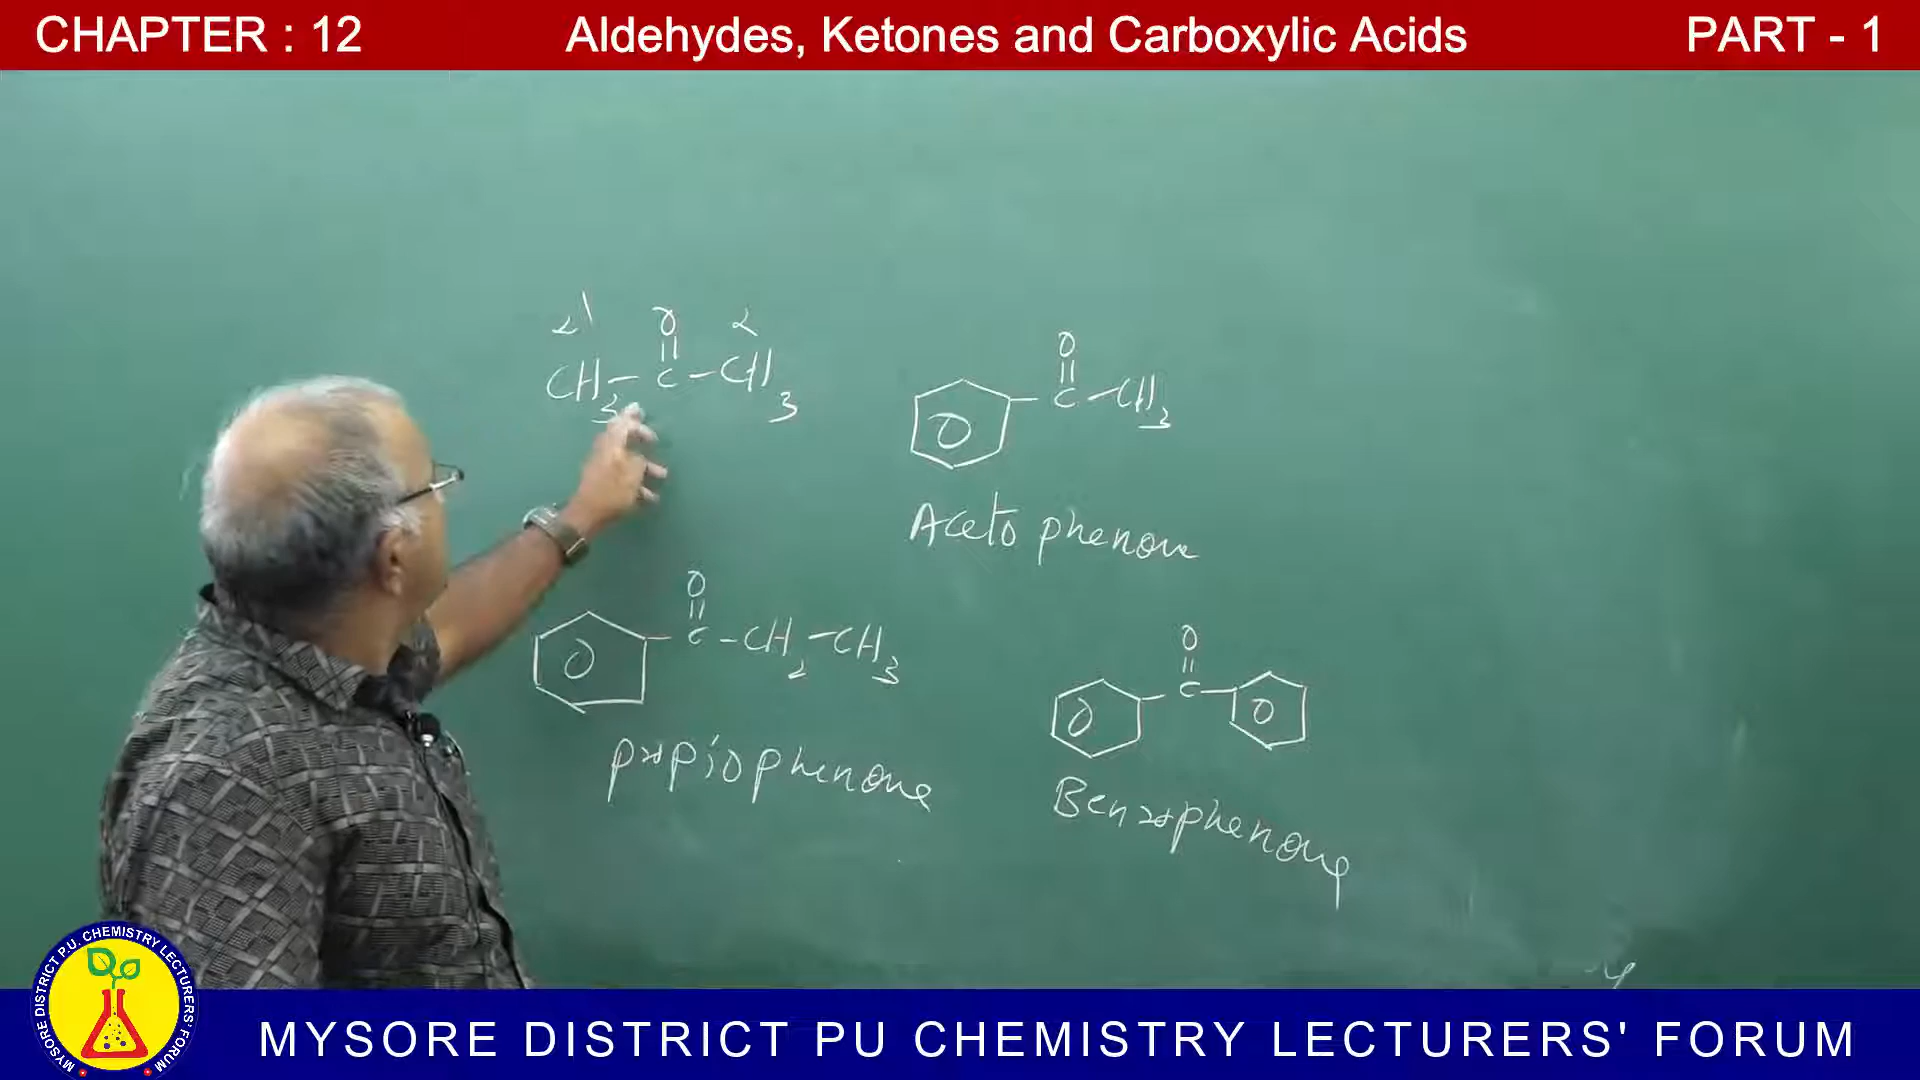 CHAPTER : 12 Aldehydes, Ketones and Carboxylic Acids PART - 1
α' O α
||
CH3 - C - CH3
O
||
C - CH3
Aceto phenone
O
||
C - CH2 - CH3
propiophenone
O
||
C
Benzophenone
MYSORE DISTRICT P.U. CHEMISTRY LECTURERS' FORUM
MYSORE DISTRICT PU CHEMISTRY LECTURERS' FORUM